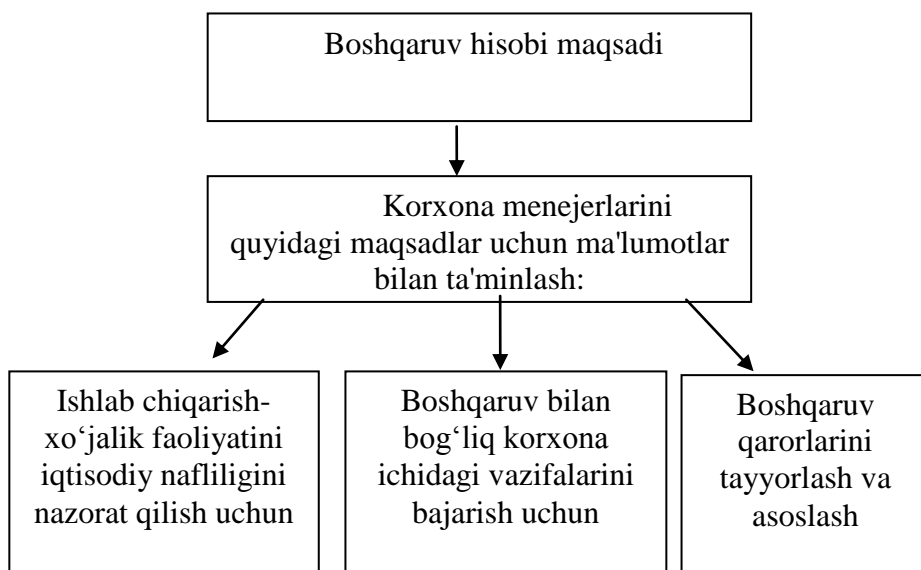 Boshqaruv hisobi maqsadi
Korxona menejerlarini
quyidagi maqsadlar uchun ma'lumotlar
bilan ta'minlash:
Ishlab chiqarish-
xo‘jalik faoliyatini
iqtisodiy nafliligini
nazorat qilish uchun
Boshqaruv bilan
bog‘liq korxona
ichidagi vazifalarini
bajarish uchun
Boshqaruv
qarorlarini
tayyorlash va
asoslash